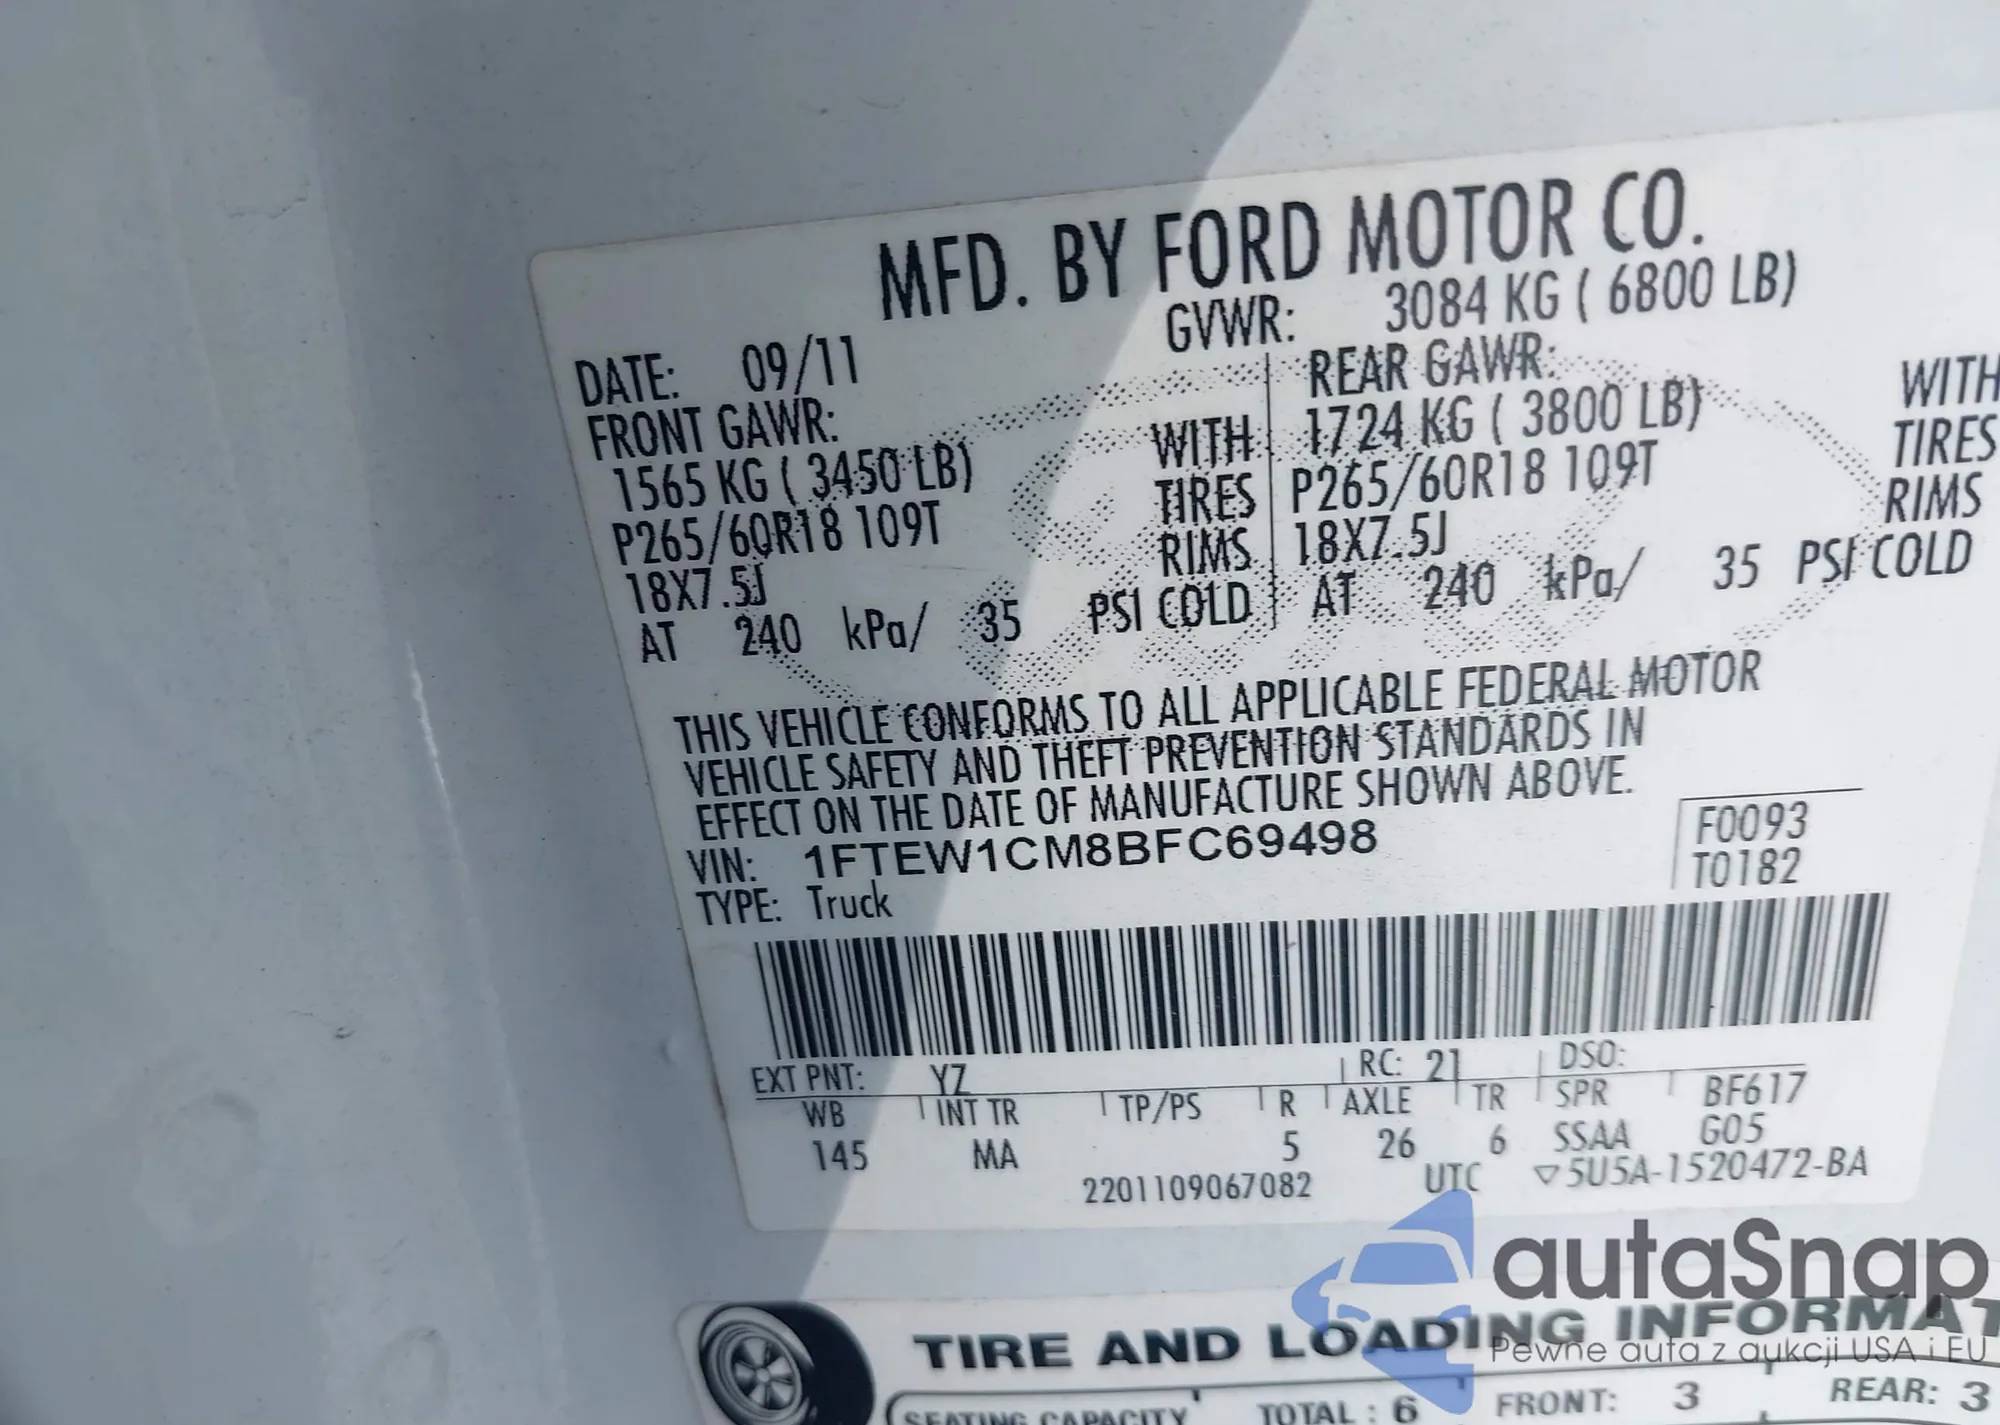 MFD. BY FORD MOTOR CO.
DATE: 09/11 GVWR: 3084 KG ( 6800 LB)
FRONT GAWR: REAR GAWR:
1565 KG ( 3450 LB) WITH 1724 KG ( 3800 LB) WITH
P265/60R18 109T TIRES P265/60R18 109T TIRES
18X7.5J RIMS 18X7.5J RIMS
AT 240 kPa/ 35 PSI COLD AT 240 kPa/ 35 PSI COLD
THIS VEHICLE CONFORMS TO ALL APPLICABLE FEDERAL MOTOR
VEHICLE SAFETY AND THEFT PREVENTION STANDARDS IN
EFFECT ON THE DATE OF MANUFACTURE SHOWN ABOVE.
VIN: 1FTEW1CM8BFC69498 F0093
TYPE: Truck T0182
EXT PNT: YZ RC: 21 DSO:
WB INT TR TP/PS R AXLE TR SPR BF617
145 MA 5 26 6 SSAA G05
2201109067082 UTC ▽5U5A-1520472-BA
autaSnap
TIRE AND LOADING INFORMAT
Pewne auta z aukcji USA i EU
SEATING CAPACITY TOTAL : 6 FRONT: 3 REAR: 3